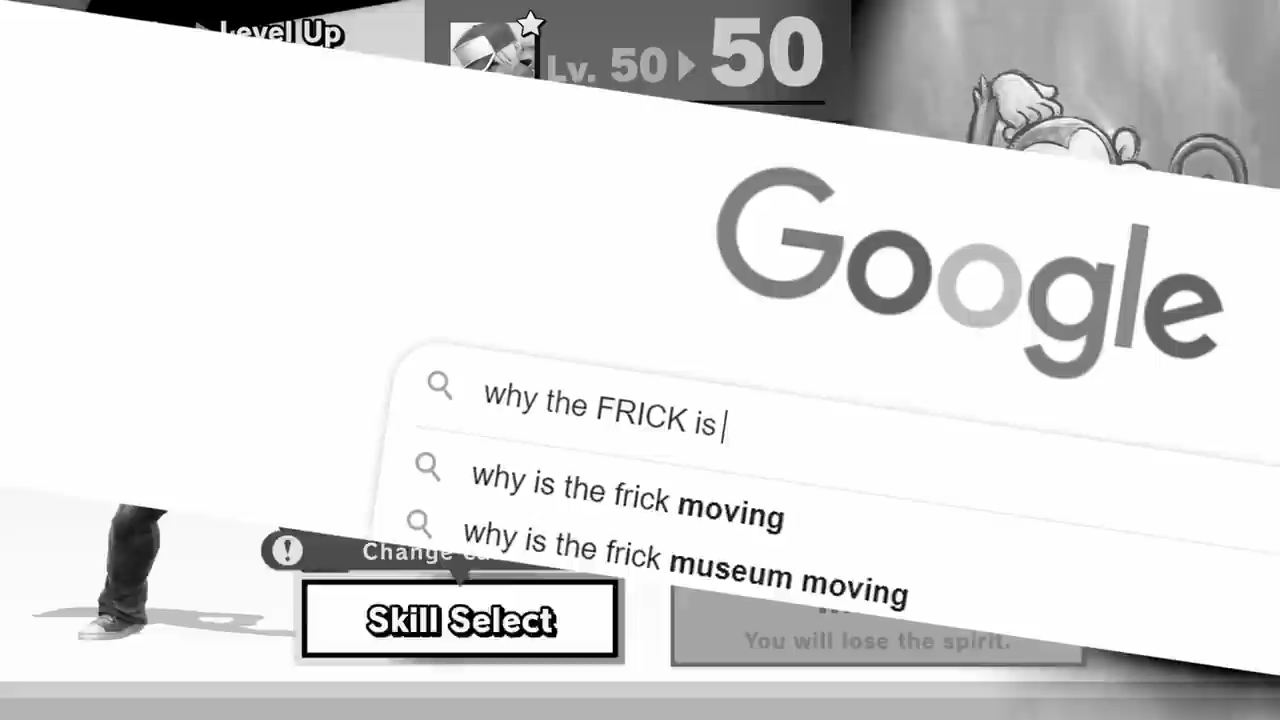 Level Up
Lv. 50 50
Google
why the FRICK is
why is the frick moving
why is the frick museum moving
Change
Skill Select
You will lose the spirit.